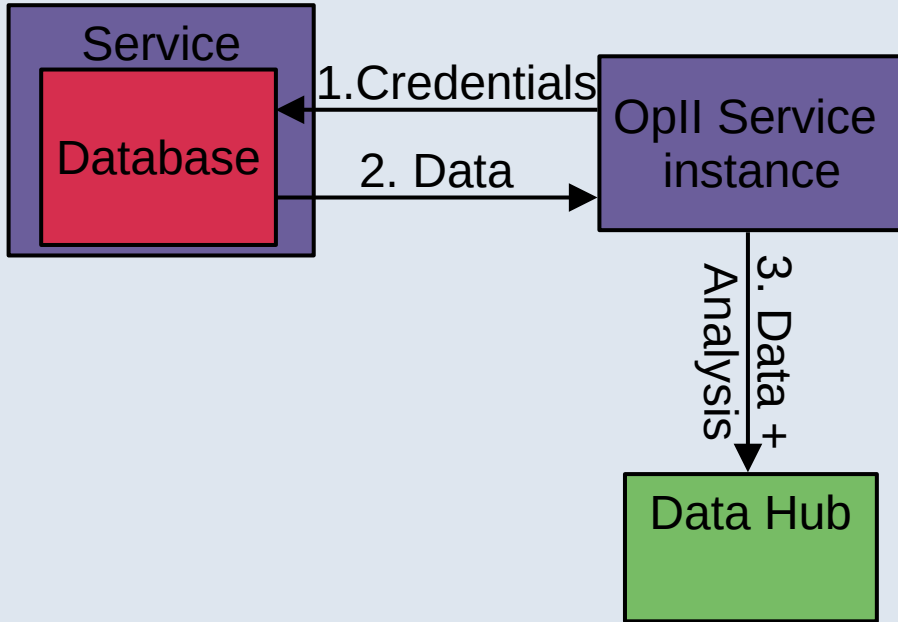 Service
Database
1.Credentials
2. Data
OpII Service
instance
3. Data +
Analysis
Data Hub